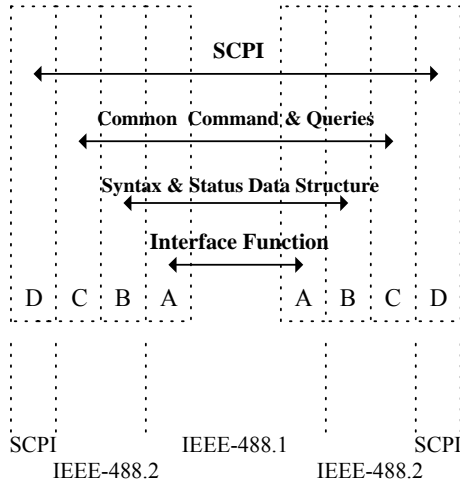 SCPI
Common Command & Queries
Syntax & Status Data Structure
Interface Function
D C B A A B C D
SCPI IEEE-488.1 SCPI
IEEE-488.2 IEEE-488.2